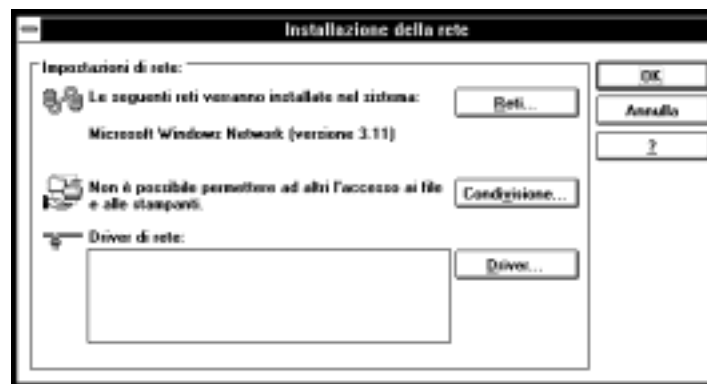 Installazione della rete
Impostazioni di rete:
Le seguenti reti verranno installate nel sistema:
Reti...
Microsoft Windows Network (versione 3.11)
Non è possibile permettere ad altri l'accesso ai file
e alle stampanti.
Condivisione...
Driver di rete:
Driver...
OK
Annulla
?